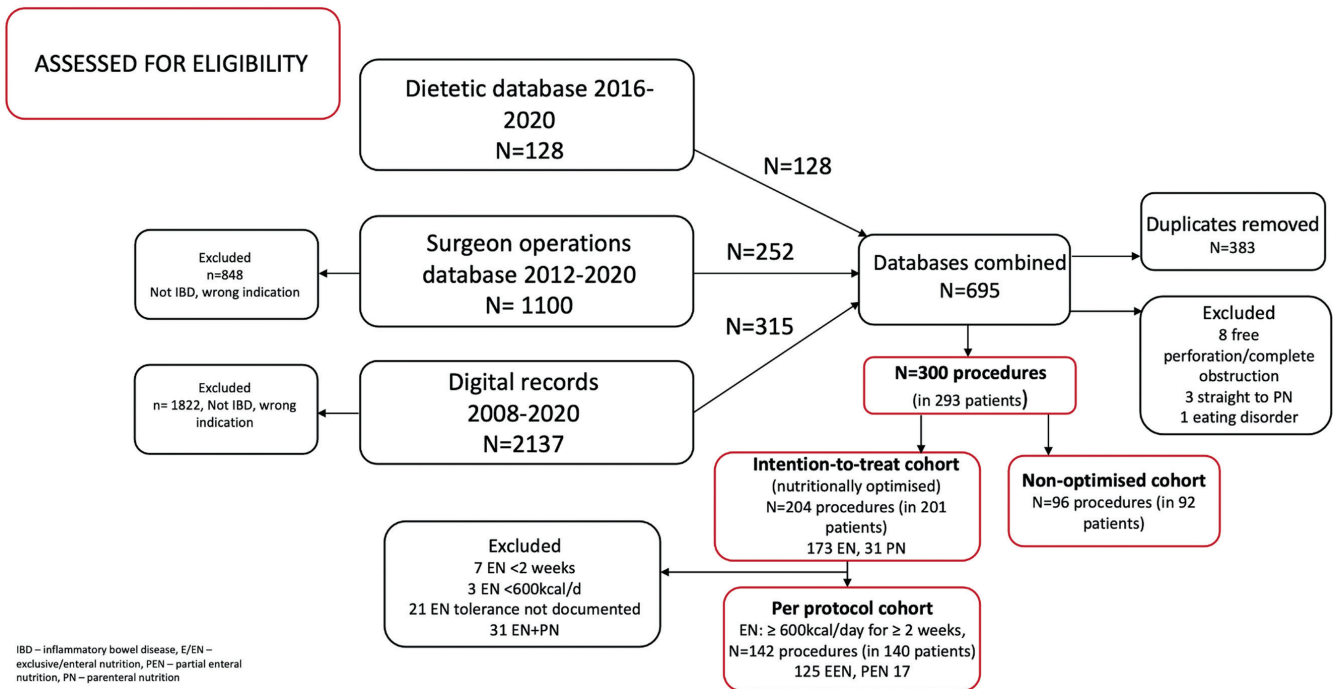 ASSESSED FOR ELIGIBILITY
Dietetic database 2016-
2020
N=128
N=128
Surgeon operations
database 2012-2020
N= 1100
N=252
Excluded
n=848
Not IBD, wrong indication
Digital records
2008-2020
N=2137
N=315
Excluded
n= 1822, Not IBD, wrong
indication
Databases combined
N=695
Duplicates removed
N=383
Excluded
8 free
perforation/complete
obstruction
3 straight to PN
1 eating disorder
N=300 procedures
(in 293 patients)
Intention-to-treat cohort
(nutritionally optimised)
N=204 procedures (in 201
patients)
173 EN, 31 PN
Non-optimised cohort
N=96 procedures (in 92
patients)
Excluded
7 EN <2 weeks
3 EN <600kcal/d
21 EN tolerance not documented
31 EN+PN
Per protocol cohort
EN: ≥ 600kcal/day for ≥ 2 weeks,
N=142 procedures (in 140 patients)
125 EEN, PEN 17
IBD – inflammatory bowel disease, E/EN –
exclusive/enteral nutrition, PEN – partial enteral
nutrition, PN – parenteral nutrition